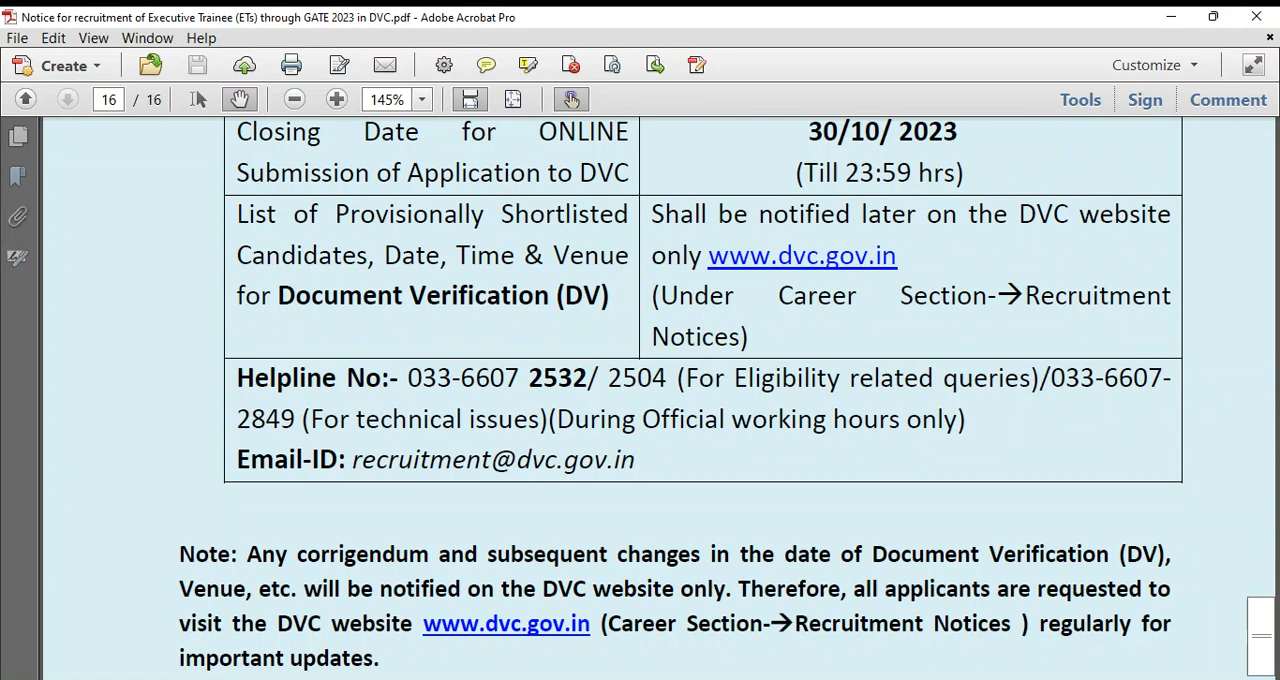 Notice for recruitment of Executive Trainee (ETs) through GATE 2023 in DVC.pdf - Adobe Acrobat Pro
File Edit View Window Help
Create Customize
16 / 16 145% Tools Sign Comment
Closing Date for ONLINE Submission of Application to DVC
30/10/ 2023
(Till 23:59 hrs)
List of Provisionally Shortlisted
Candidates, Date, Time & Venue
for Document Verification (DV)
Shall be notified later on the DVC website
only www.dvc.gov.in
(Under Career Section-→Recruitment
Notices)
Helpline No:- 033-6607 2532/ 2504 (For Eligibility related queries)/033-6607-
2849 (For technical issues)(During Official working hours only)
Email-ID: recruitment@dvc.gov.in
Note: Any corrigendum and subsequent changes in the date of Document Verification (DV),
Venue, etc. will be notified on the DVC website only. Therefore, all applicants are requested to
visit the DVC website www.dvc.gov.in (Career Section-→Recruitment Notices ) regularly for
important updates.